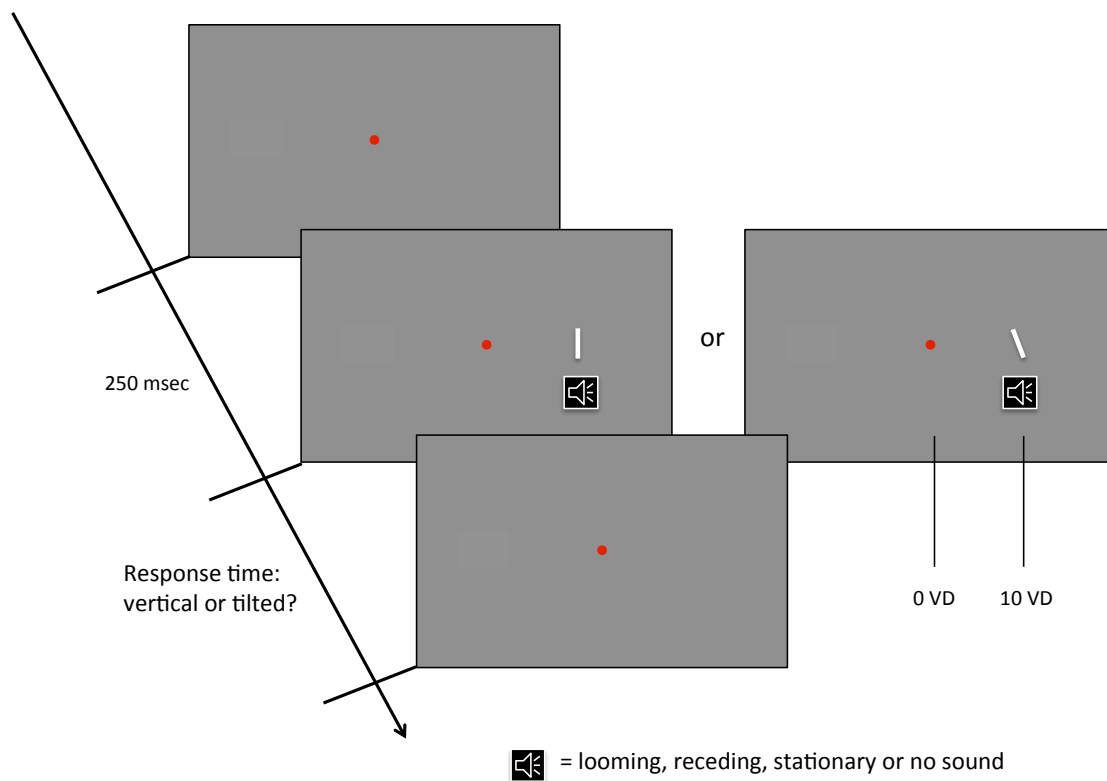 or
250 msec
Response time:
vertical or tilted?
0 VD
10 VD
= looming, receding, stationary or no sound